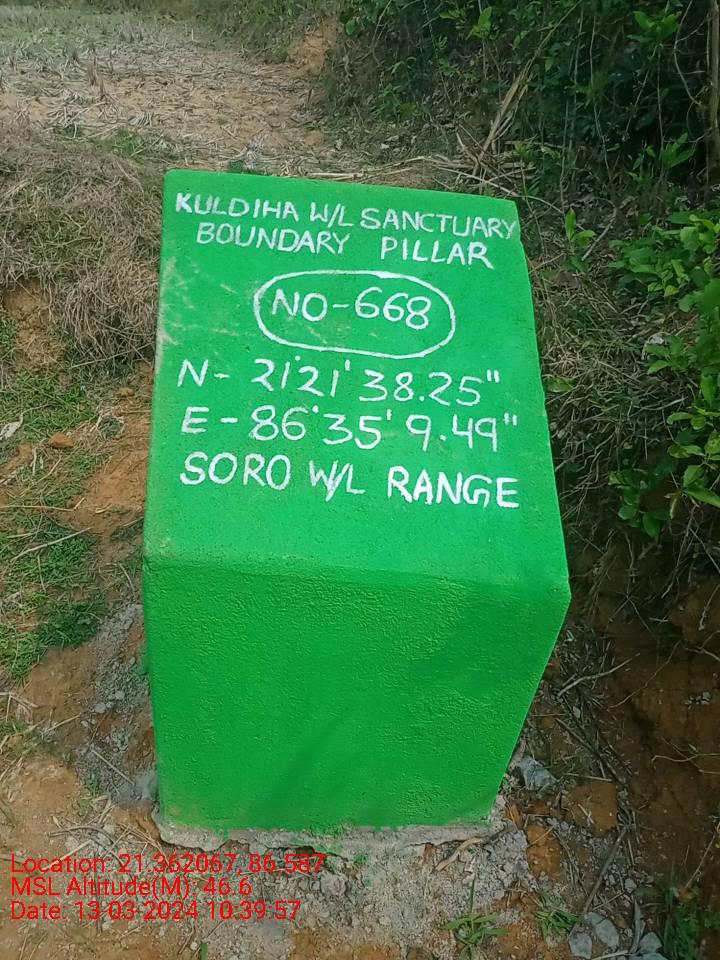 KULDIHA W/L SANCTUARY
BOUNDARY PILLAR
NO-668
N- 21°21' 38.25"
E- 86°35' 9.49"
SORO W/L RANGE
Location: 21.362067, 86.587
MSL Altitude(M): 46.6
Date: 13-03-2024 10:39:57